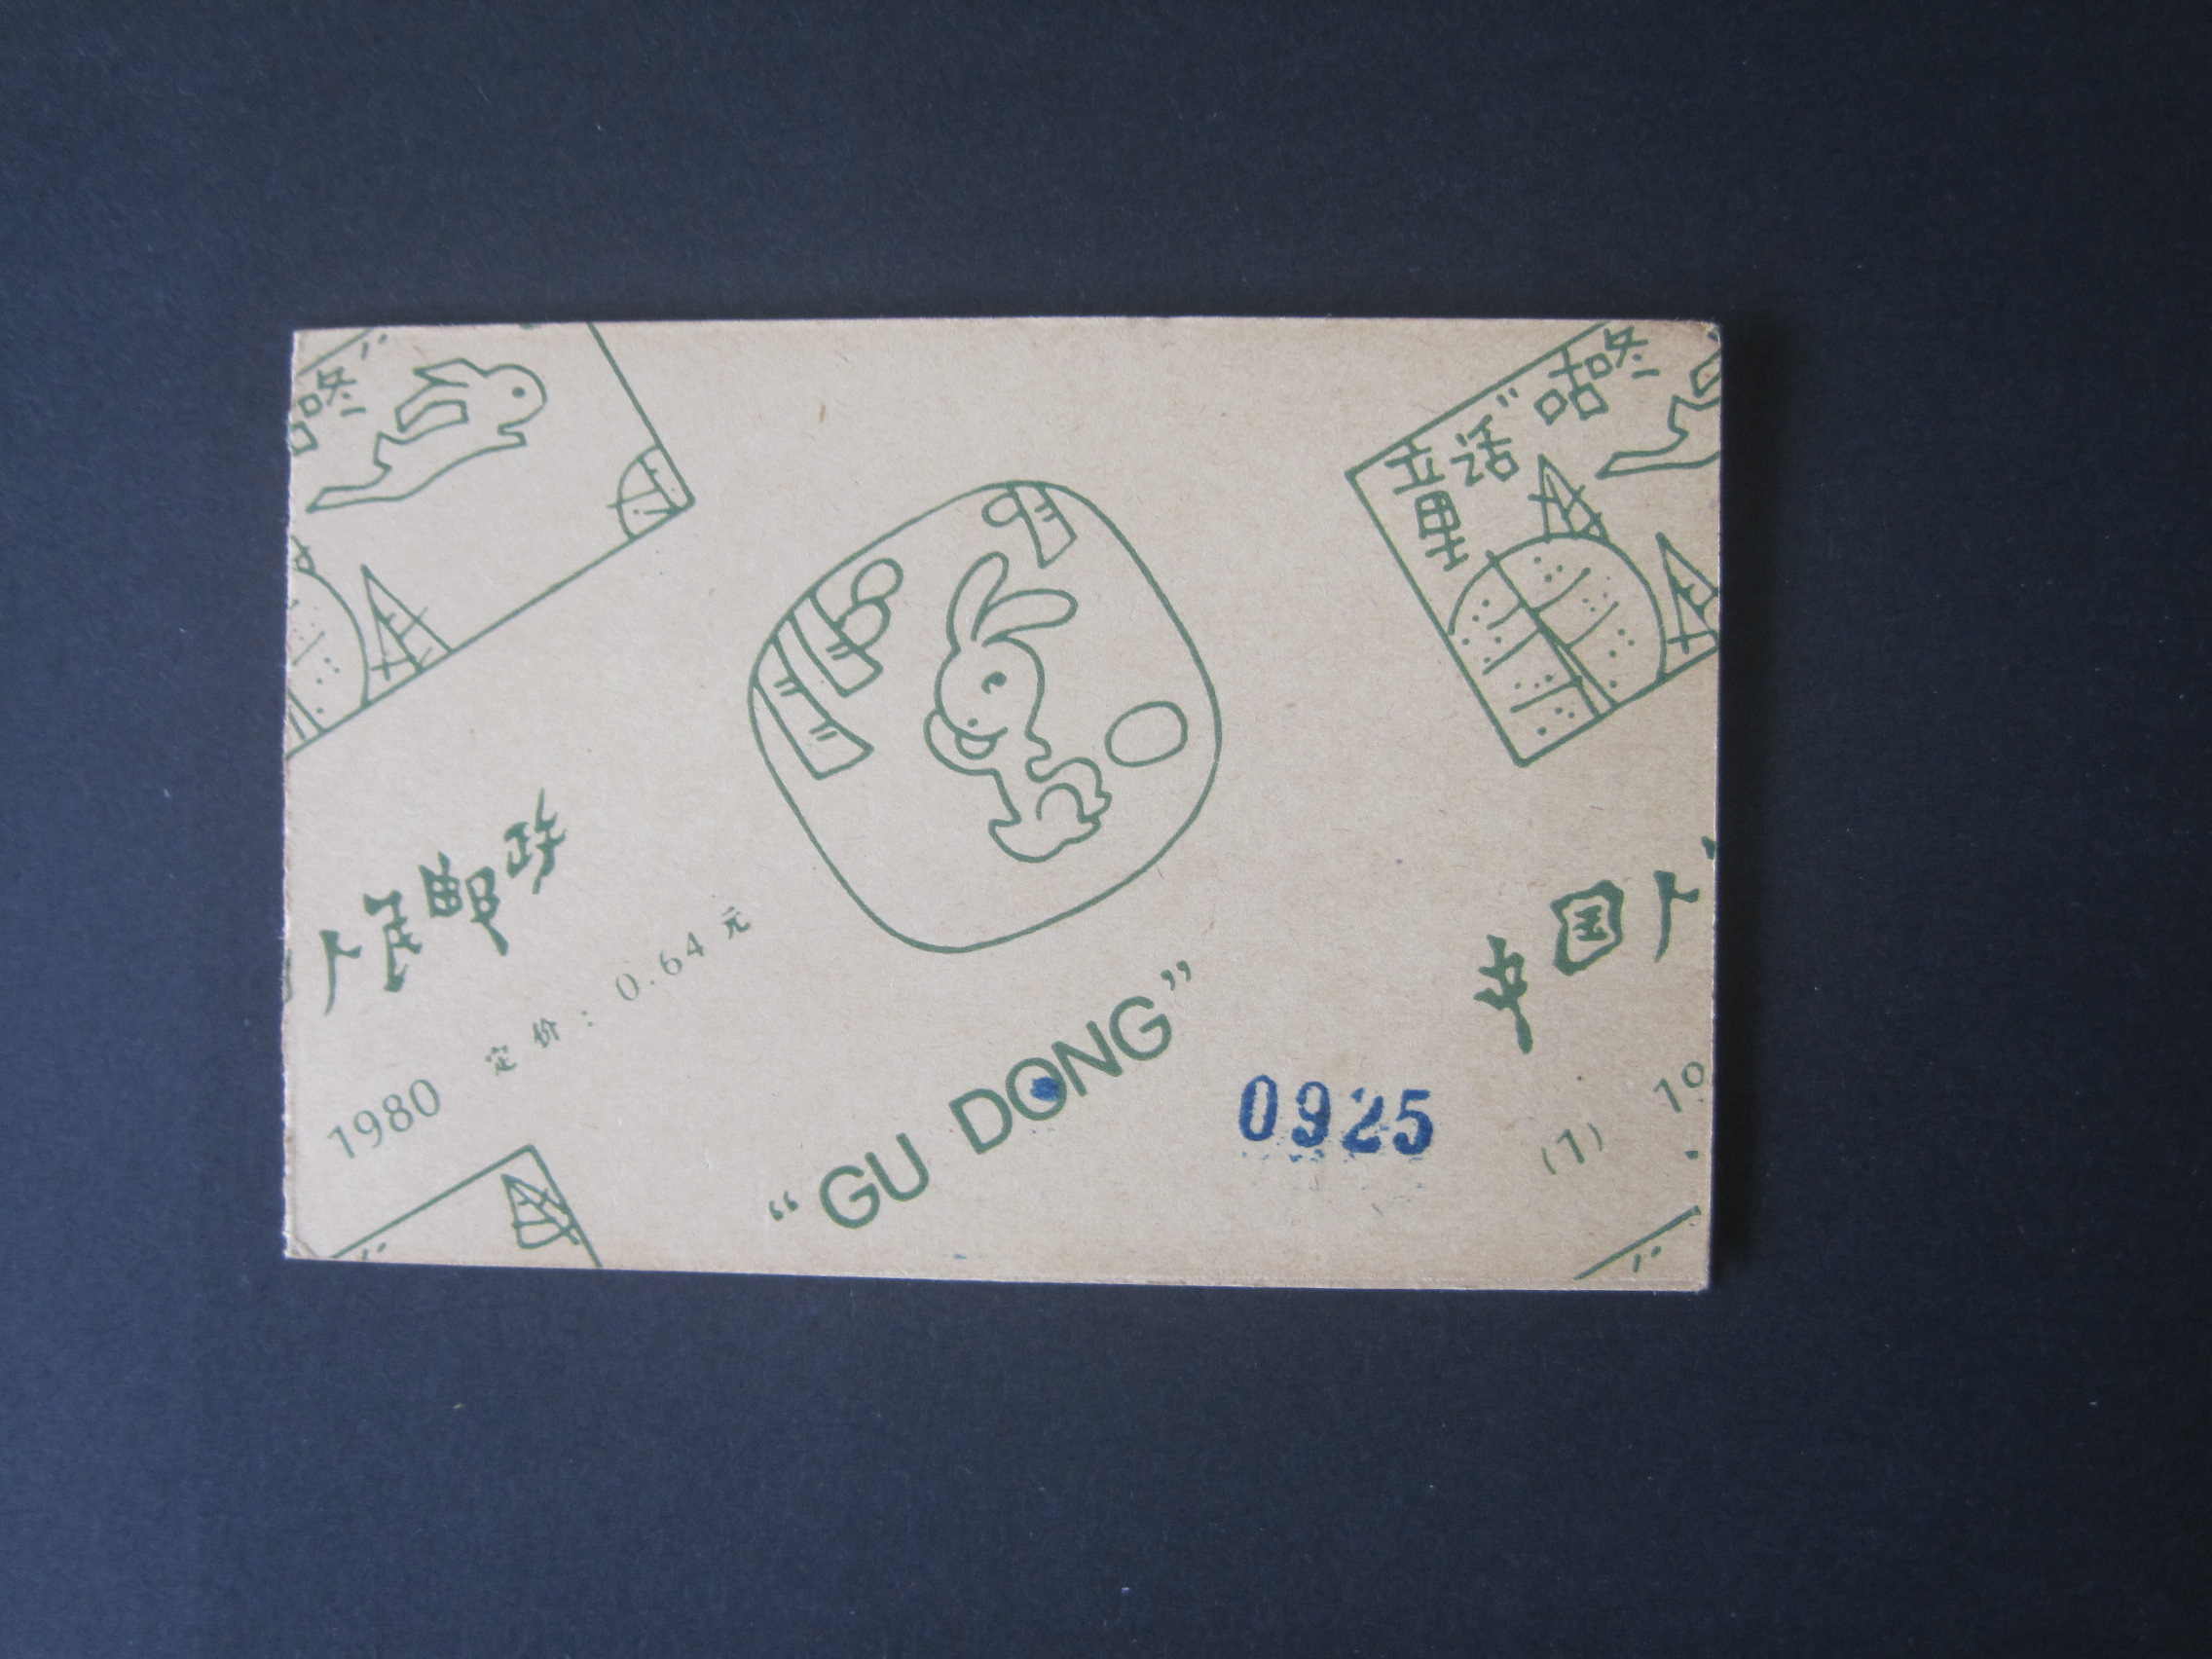 咚
童话"咕咚
人民邮政
中国人
定价：0.64元
1980
"GU DONG"
0925
(1)